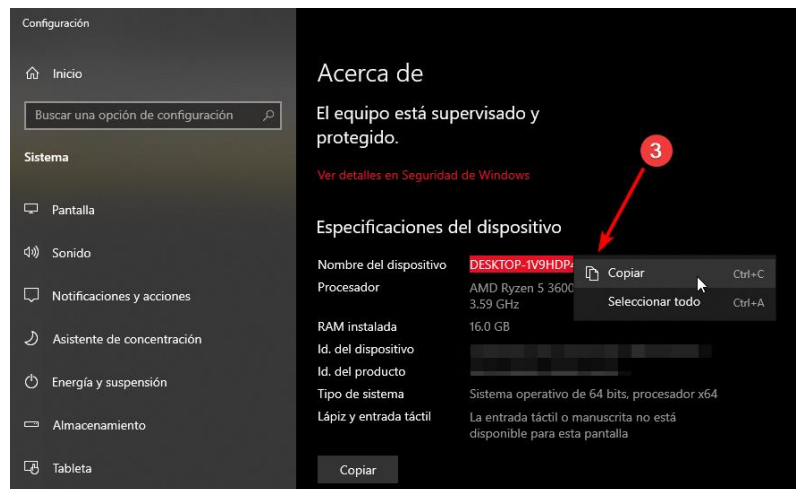 Configuración
Inicio
Buscar una opción de configuración
Sistema
Pantalla
Sonido
Notificaciones y acciones
Asistente de concentración
Energía y suspensión
Almacenamiento
Tableta
Acerca de
El equipo está supervisado y
protegido.
Ver detalles en Seguridad de Windows
3
Especificaciones del dispositivo
Nombre del dispositivo
Copiar Ctrl+C
Seleccionar todo Ctrl+A
Procesador AMD Ryzen 5 3600
3.59 GHz
RAM instalada 16.0 GB
Id. del dispositivo
Id. del producto
Tipo de sistema Sistema operativo de 64 bits, procesador x64
Lápiz y entrada táctil La entrada táctil o manuscrita no está
disponible para esta pantalla
Copiar